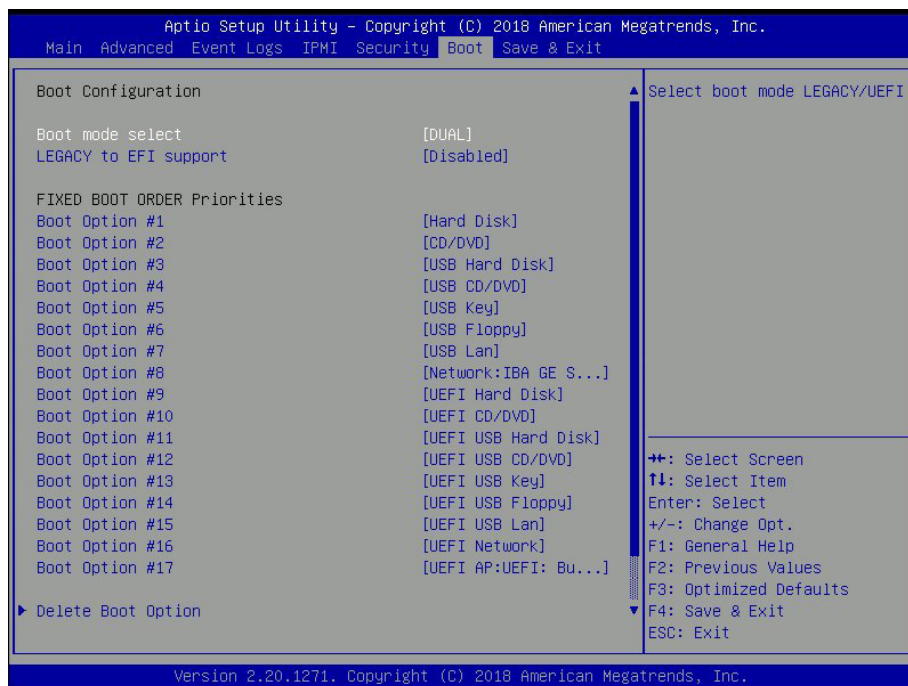 Aptio Setup Utility – Copyright (C) 2018 American Megatrends, Inc.
Main Advanced Event Logs IPMI Security Boot Save & Exit
Boot Configuration
Select boot mode LEGACY/UEFI
Boot mode select [DUAL]
LEGACY to EFI support [Disabled]
FIXED BOOT ORDER Priorities
Boot Option #1 [Hard Disk]
Boot Option #2 [CD/DVD]
Boot Option #3 [USB Hard Disk]
Boot Option #4 [USB CD/DVD]
Boot Option #5 [USB Key]
Boot Option #6 [USB Floppy]
Boot Option #7 [USB Lan]
Boot Option #8 [Network:IBA GE S...]
Boot Option #9 [UEFI Hard Disk]
Boot Option #10 [UEFI CD/DVD]
Boot Option #11 [UEFI USB Hard Disk]
Boot Option #12 [UEFI USB CD/DVD]
Boot Option #13 [UEFI USB Key]
Boot Option #14 [UEFI USB Floppy]
Boot Option #15 [UEFI USB Lan]
Boot Option #16 [UEFI Network]
Boot Option #17 [UEFI AP:UEFI: Bu...]
Delete Boot Option
→←: Select Screen
↑↓: Select Item
Enter: Select
+/-: Change Opt.
F1: General Help
F2: Previous Values
F3: Optimized Defaults
F4: Save & Exit
ESC: Exit
Version 2.20.1271. Copyright (C) 2018 American Megatrends, Inc.